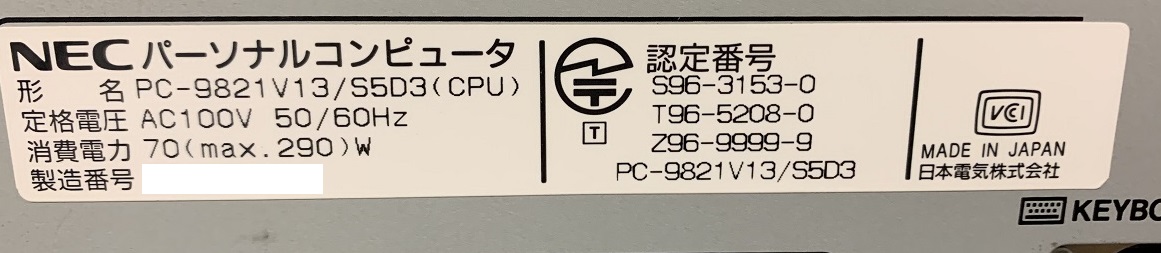 NEC パーソナルコンピュータ
形 名 PC-9821V13/S5D3(CPU)
定格電圧 AC100V 50/60Hz
消費電力 70(max.290)W
製造番号
T
認定番号
S96-3153-0
T96-5208-0
Z96-9999-9
PC-9821V13/S5D3
VCI
MADE IN JAPAN
日本電気株式会社
KEYBO